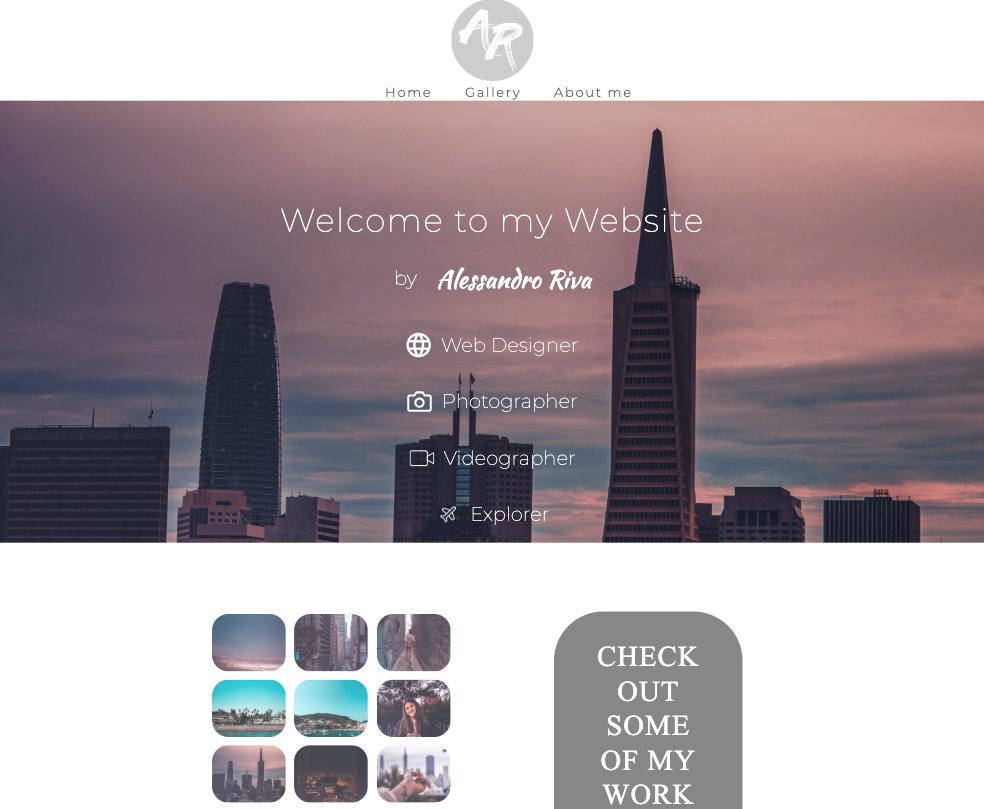 AR
Home Gallery About me
Welcome to my Website
by Alessandro Riva
Web Designer
Photographer
Videographer
Explorer
CHECK
OUT
SOME
OF MY
WORK